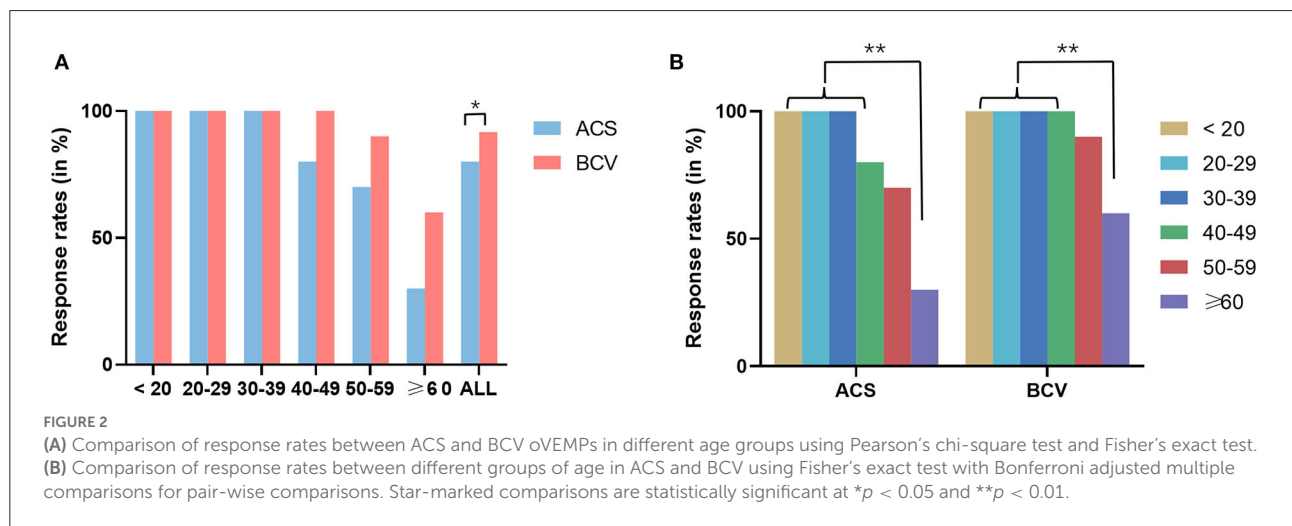 A
Response rates (in %)
100
50
0
*
ACS
BCV
< 20 20-29 30-39 40-49 50-59 ⩾60 ALL
B
Response rates (in %)
100
50
0
** **
ACS BCV
< 20
20-29
30-39
40-49
50-59
⩾60
FIGURE 2
(A) Comparison of response rates between ACS and BCV oVEMPs in different age groups using Pearson's chi-square test and Fisher's exact test.
(B) Comparison of response rates between different groups of age in ACS and BCV using Fisher's exact test with Bonferroni adjusted multiple
comparisons for pair-wise comparisons. Star-marked comparisons are statistically significant at *p < 0.05 and **p < 0.01.